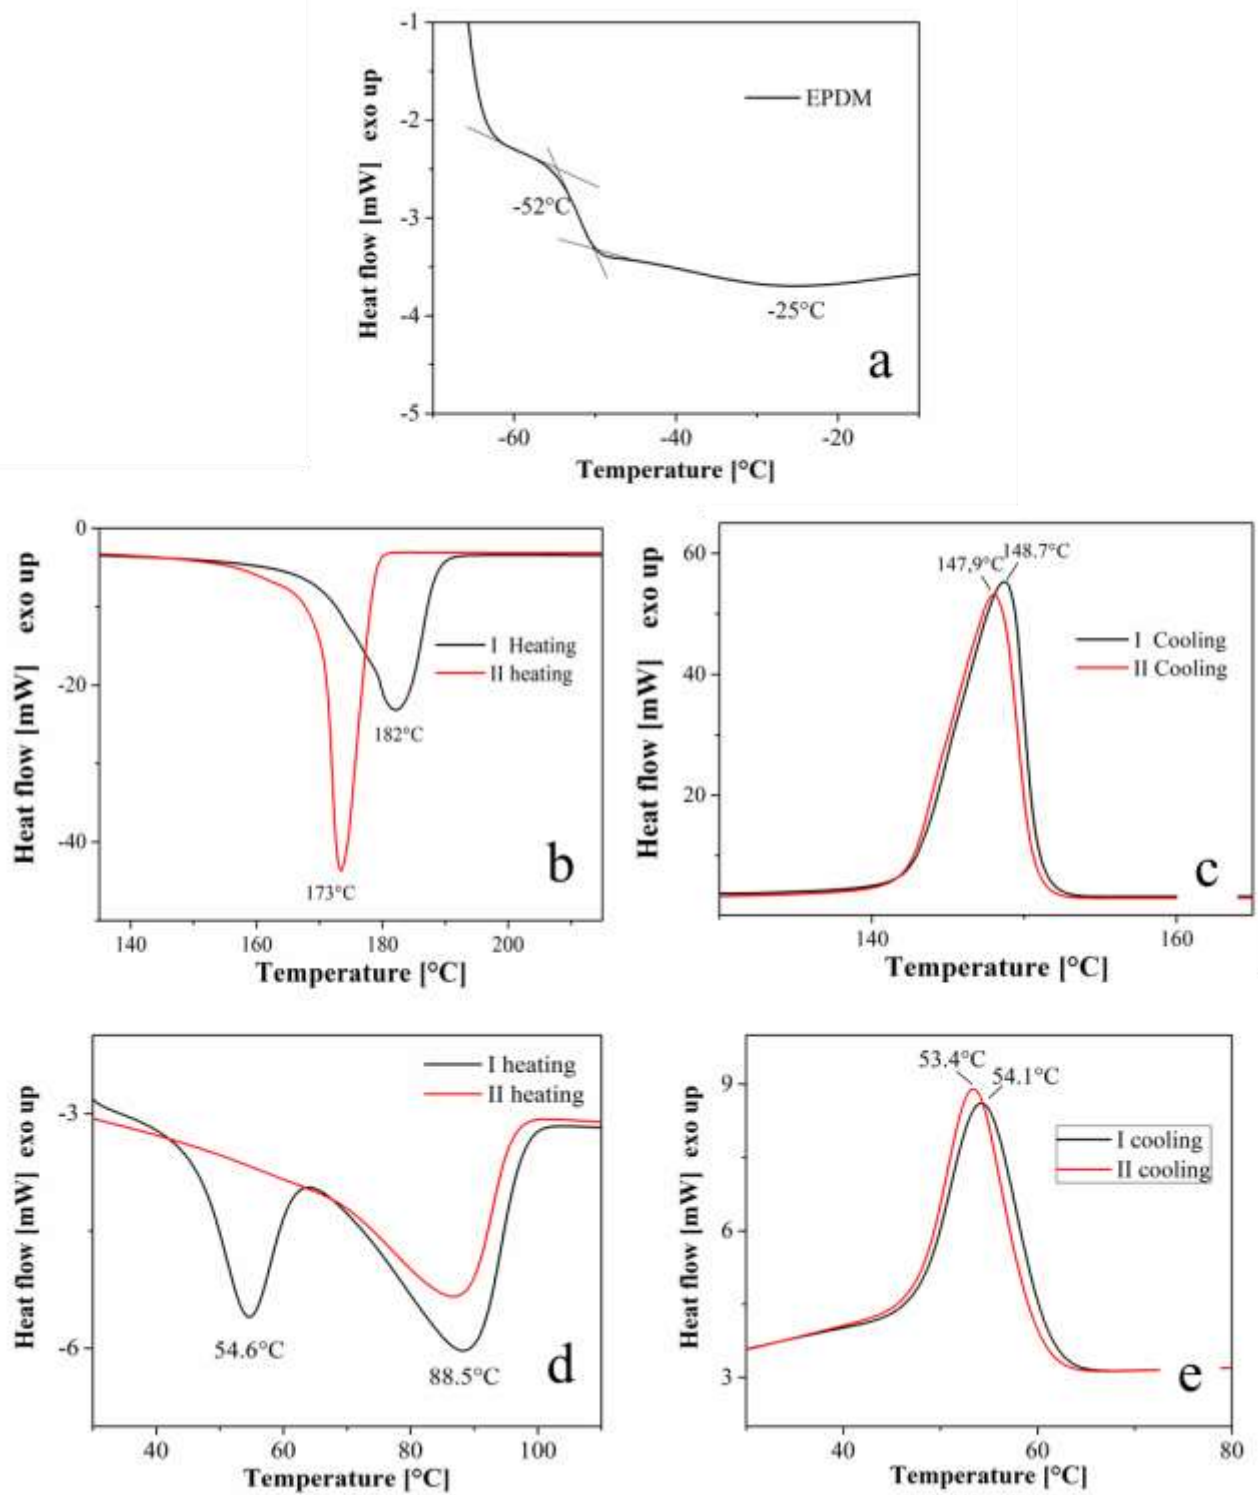 -1
-2
-3
-4
-5
Heat flow [mW] exo up
EPDM
-52°C
-25°C
a
-60
-40
-20
Temperature [°C]
0
-20
-40
Heat flow [mW] exo up
I Heating
II heating
182°C
173°C
b
140
160
180
200
Temperature [°C]
60
40
20
Heat flow [mW] exo up
147,9°C
148.7°C
I Cooling
II Cooling
c
140
160
Temperature [°C]
-3
-6
Heat flow [mW] exo up
I heating
II heating
54.6°C
88.5°C
d
40
60
80
100
Temperature [°C]
9
6
3
Heat flow [mW] exo up
53.4°C
54.1°C
I cooling
II cooling
e
40
60
80
Temperature [°C]